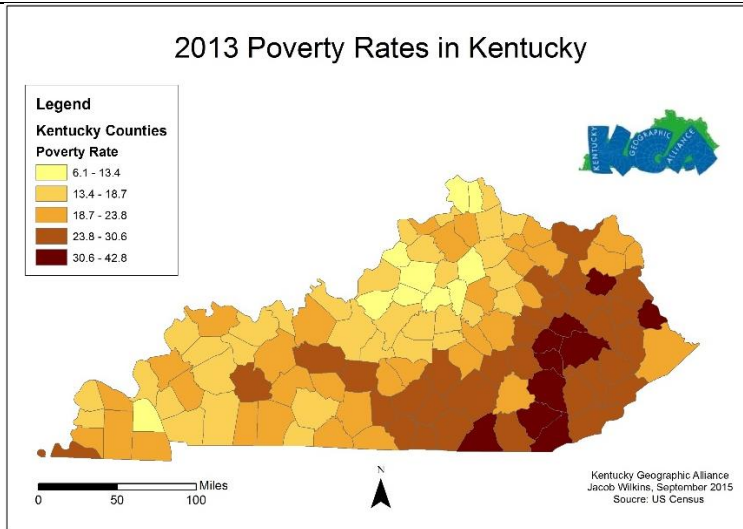 2013 Poverty Rates in Kentucky
Legend
Kentucky Counties
Poverty Rate
6.1 - 13.4
13.4 - 18.7
18.7 - 23.8
23.8 - 30.6
30.6 - 42.8
KENTUCKY
GEOGRAPHIC
ALLIANCE
KGA
Miles
0 50 100
N
Kentucky Geographic Alliance
Jacob Wilkins, September 2015
Soucre: US Census